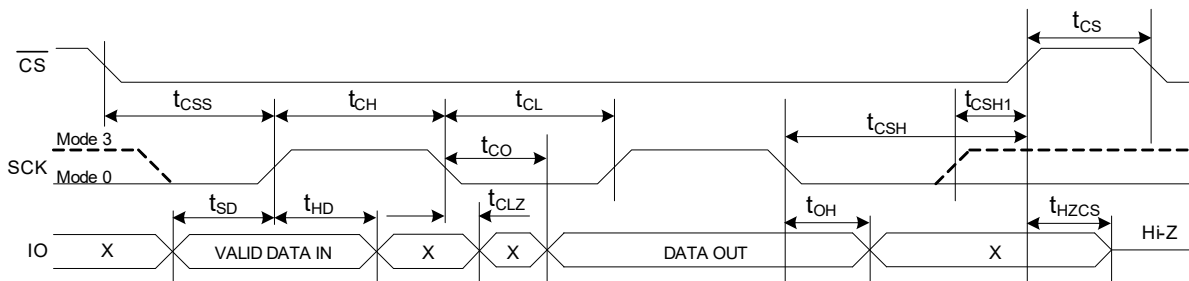 tCS
CS
tCSS
tCH
tCL
tCSH1
tCSH
Mode 3
SCK
Mode 0
tCO
tSD
tHD
tCLZ
tOH
tHZCS
Hi-Z
IO
X
VALID DATA IN
X
X
DATA OUT
X